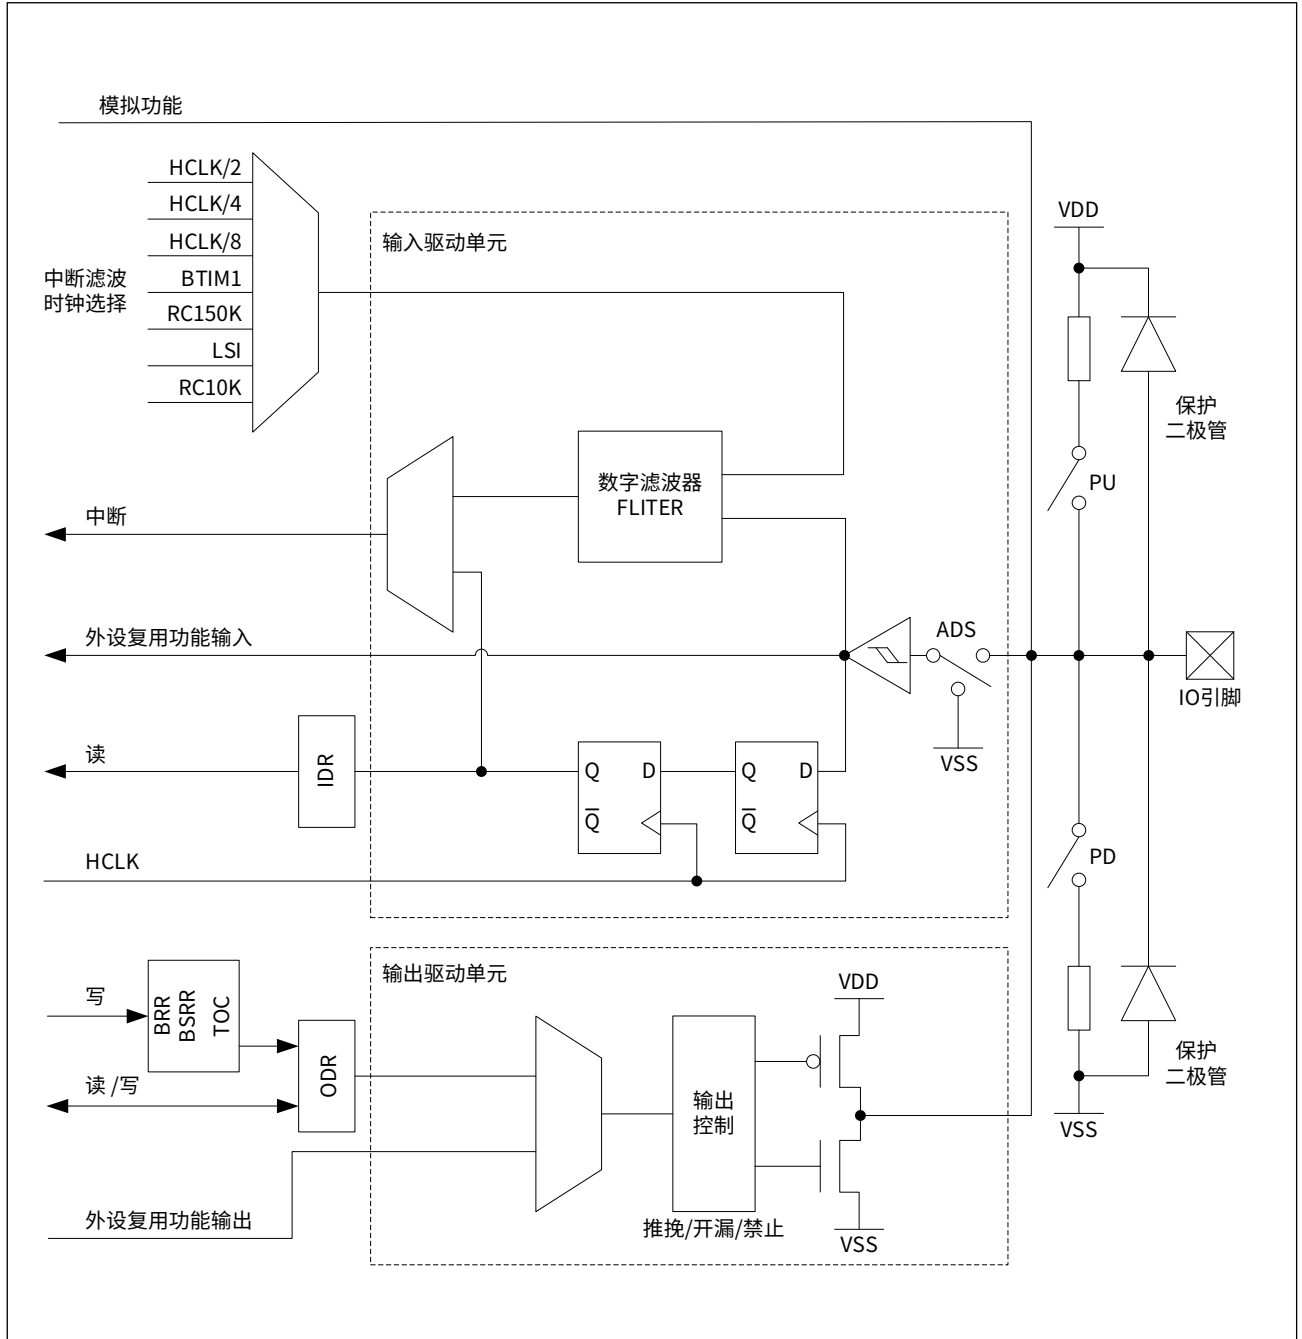 模拟功能
HCLK/2
HCLK/4
HCLK/8
BTIM1
RC150K
LSI
RC10K
中断滤波
时钟选择
输入驱动单元
VDD
保护
二极管
PU
数字滤波器
FLITER
中断
外设复用功能输入
ADS
VSS
IO引脚
读
IDR
Q D
Q
Q D
Q
HCLK
PD
输出驱动单元
写
BRR
BSRR
TOC
读 /写
ODR
VDD
输出
控制
推挽/开漏/禁止
VSS
外设复用功能输出
保护
二极管
VSS